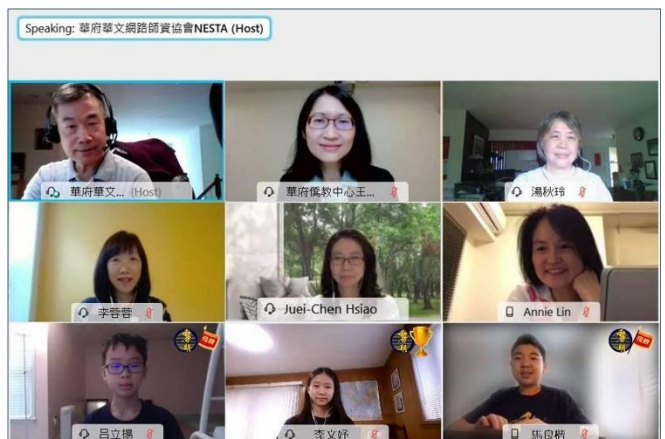 Speaking: 華府華文網路師資協會NESTA (Host)
華府華文... (Host)
華府僑教中心王...
湯秋玲
李蓉蓉
Juei-Chen Hsiao
Annie Lin
呂立揚
李文妤
馬良楷